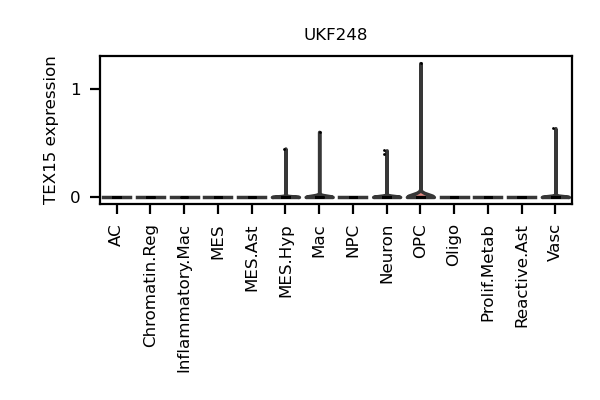 UKF248
TEX15 expression
1
0
AC
Chromatin.Reg
Inflammatory.Mac
MES
MES.Ast
MES.Hyp
Mac
NPC
Neuron
OPC
Oligo
Prolif.Metab
Reactive.Ast
Vasc